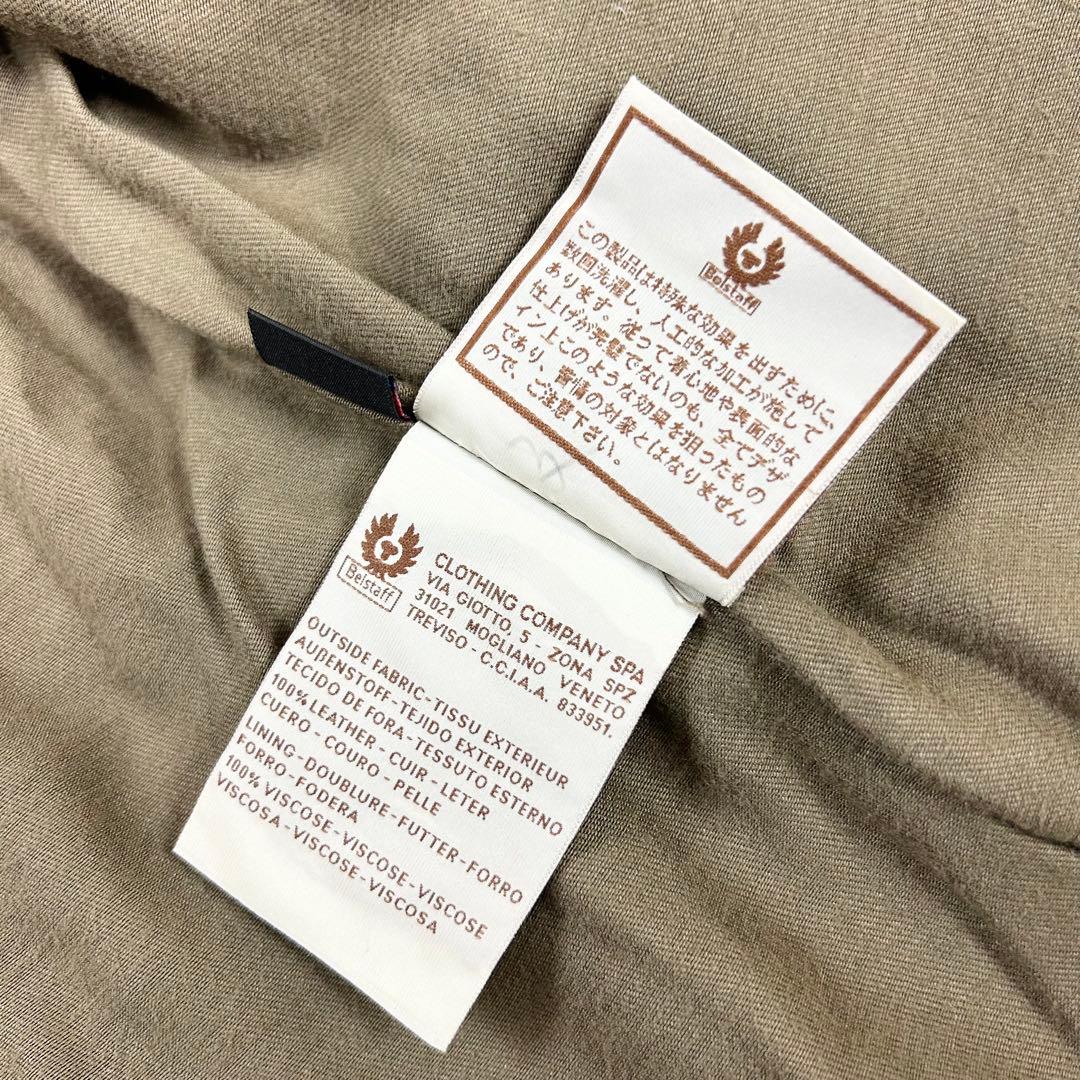 Belstaff
この製品は特殊な効果を出すために、
数回洗濯し、人工的な加工が施して
あります。従って着心地や表面的な
仕上げが完璧でないのも、全てデザ
イン上このような効果を狙ったもの
であり、苦情の対象とはなりません
ので、ご注意下さい。
Belstaff
CLOTHING COMPANY SPA
VIA GIOTTO, 5 - ZONA SPZ
31021 MOGLIANO VENETO
TREVISO - C.C.I.A.A. 833951.
OUTSIDE FABRIC-TISSU EXTERIEUR
AUßENSTOFF-TEJIDO EXTERIOR
TECIDO DE FORA-TESSUTO ESTERNO
100% LEATHER - CUIR - LETER
CUERO - COURO - PELLE
LINING-DOUBLURE-FUTTER-FORRO
FORRO-FODERA
100% VISCOSE-VISCOSE-VISCOSE
VISCOSA-VISCOSE-VISCOSA